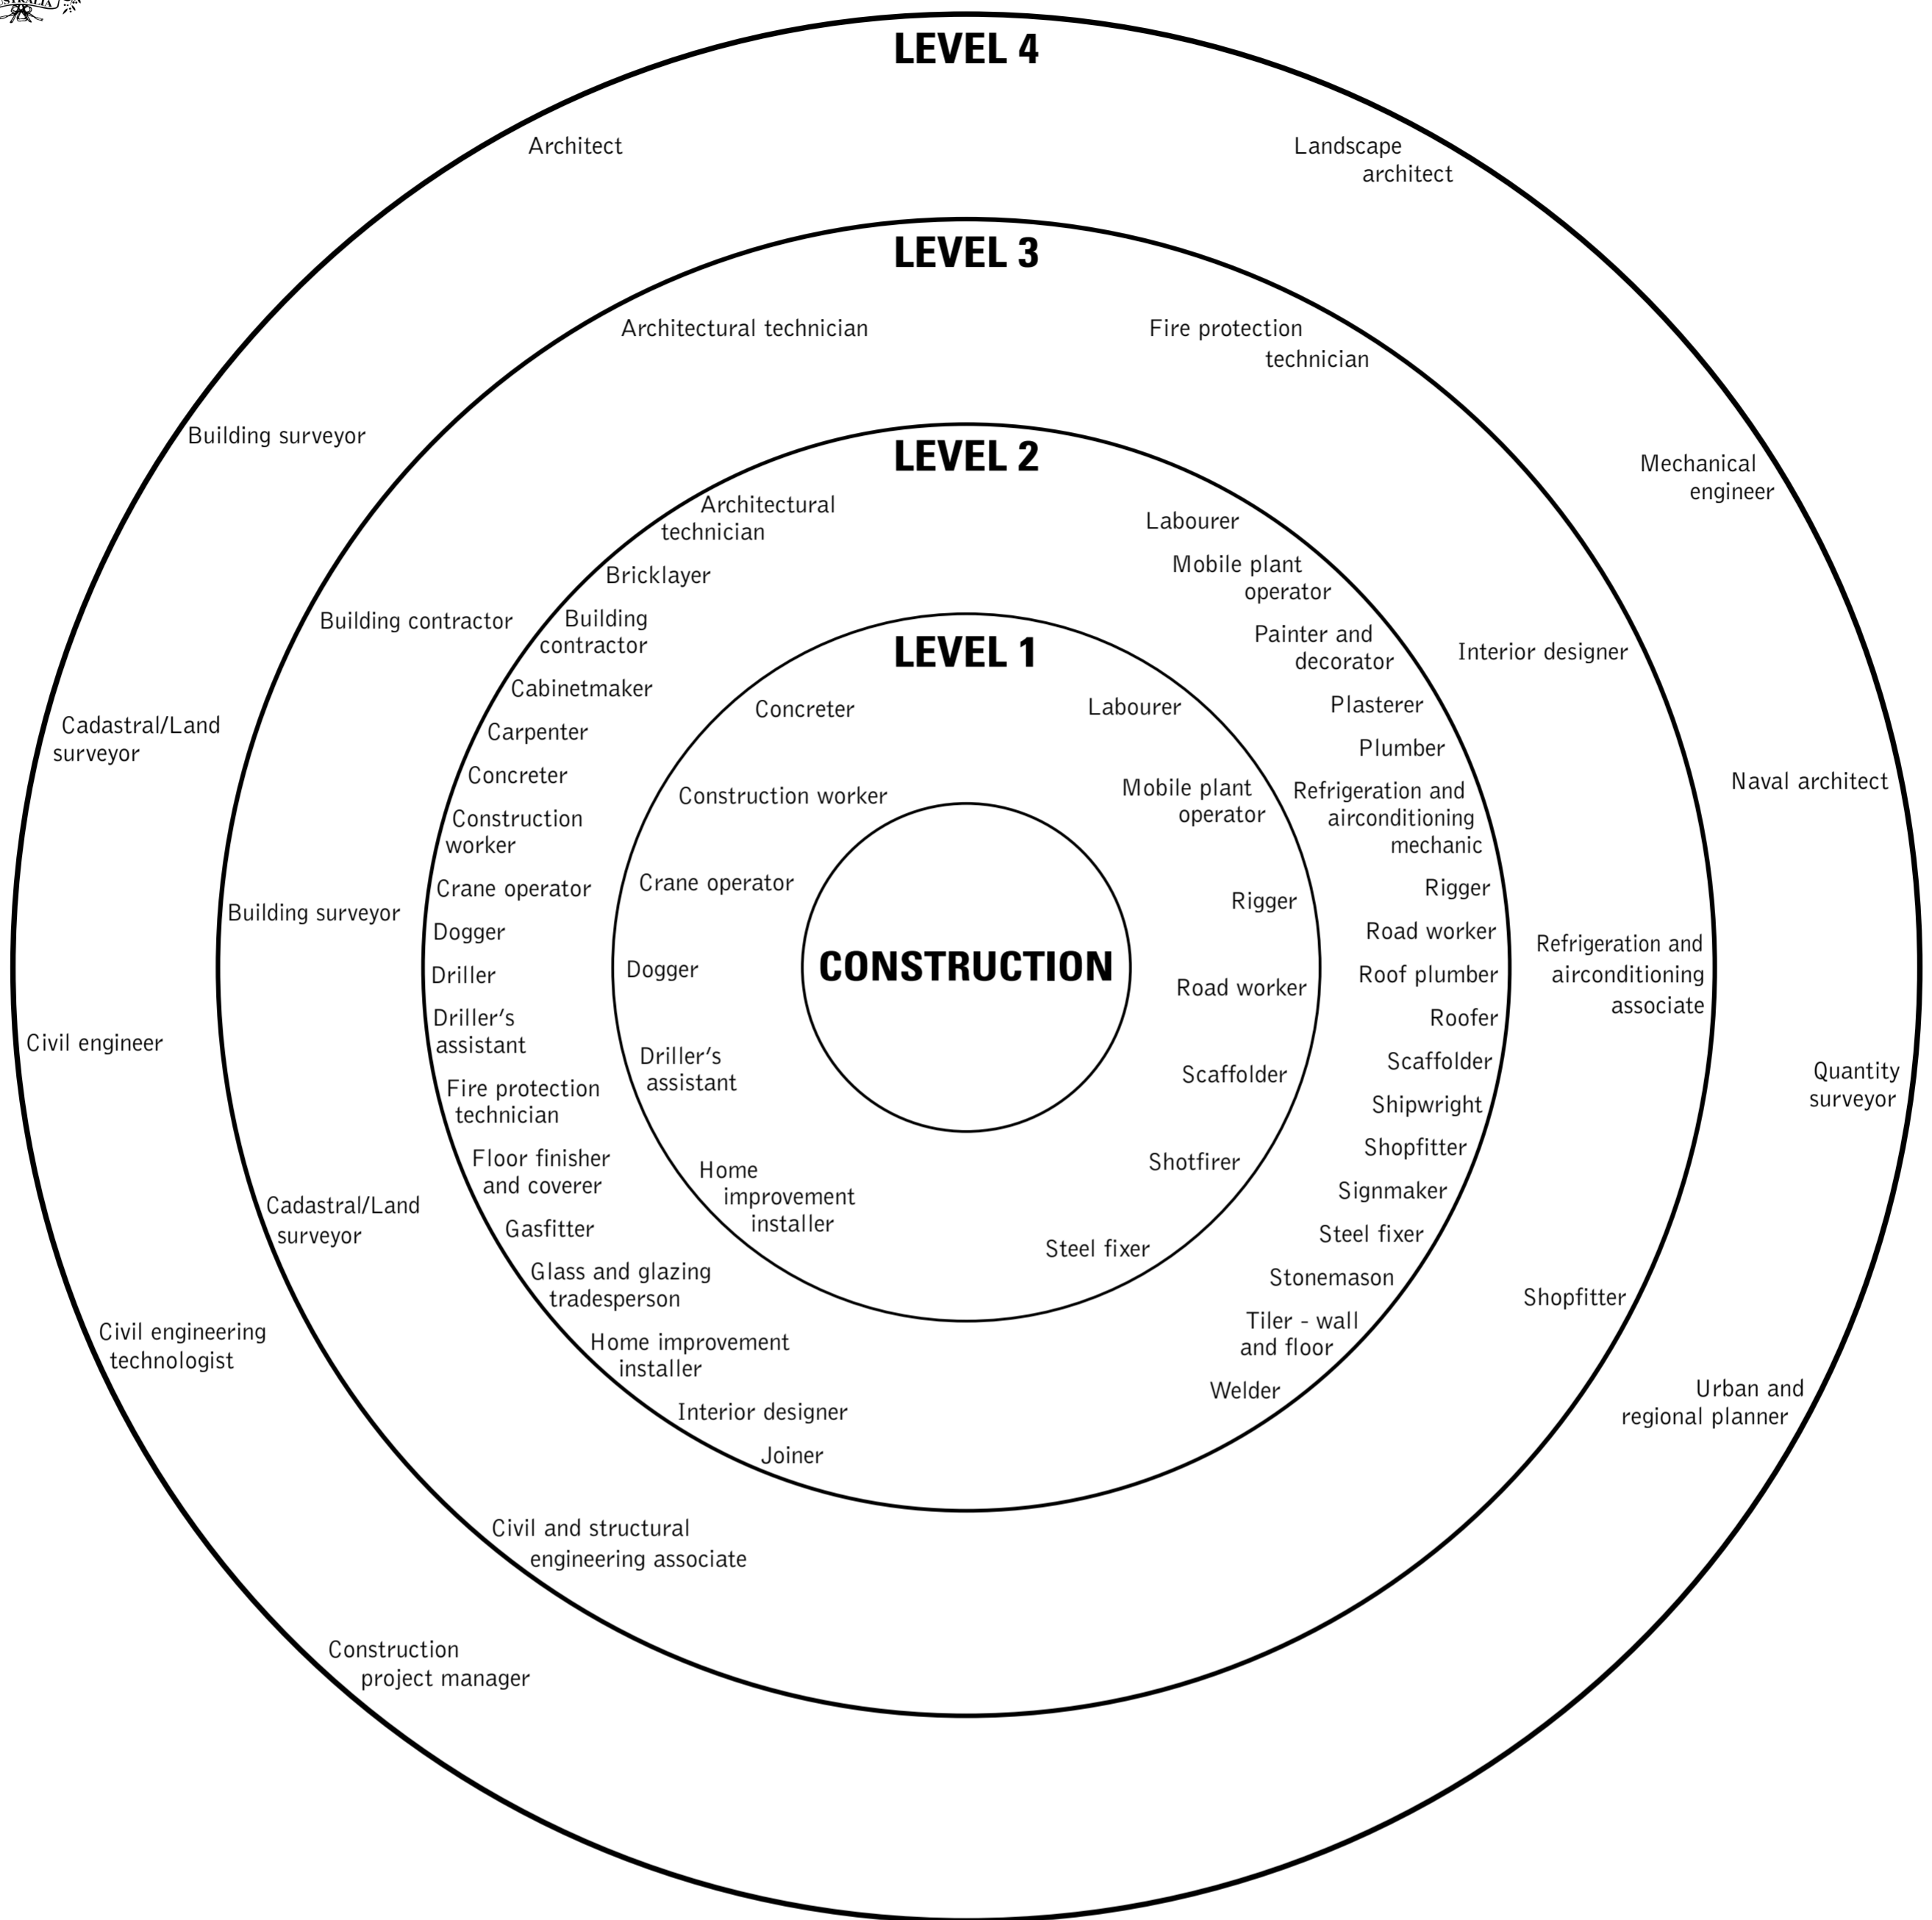 USTRALIA
LEVEL 4
Architect
Building surveyor
Cadastral/Land
surveyor
Civil engineer
Civil engineering
technologist
Construction
project manager
Landscape
architect
Mechanical
engineer
Naval architect
Quantity
surveyor
Urban and
regional planner
LEVEL 3
Architectural technician
Building contractor
Building surveyor
Cadastral/Land
surveyor
Civil and structural
engineering associate
Fire protection
technician
Interior designer
Refrigeration and
airconditioning
associate
Shopfitter
LEVEL 2
Architectural
technician
Bricklayer
Building
contractor
Cabinetmaker
Carpenter
Concreter
Construction
worker
Crane operator
Dogger
Driller
Driller's
assistant
Fire protection
technician
Floor finisher
and coverer
Gasfitter
Glass and glazing
tradesperson
Home improvement
installer
Interior designer
Joiner
Labourer
Mobile plant
operator
Painter and
decorator
Plasterer
Plumber
Refrigeration and
airconditioning
mechanic
Rigger
Road worker
Roof plumber
Roofer
Scaffolder
Shipwright
Shopfitter
Signmaker
Steel fixer
Stonemason
Tiler - wall
and floor
Welder
LEVEL 1
Concreter
Construction worker
Crane operator
Dogger
Driller's
assistant
Home
improvement
installer
Labourer
Mobile plant
operator
Rigger
Road worker
Scaffolder
Shotfirer
Steel fixer
CONSTRUCTION